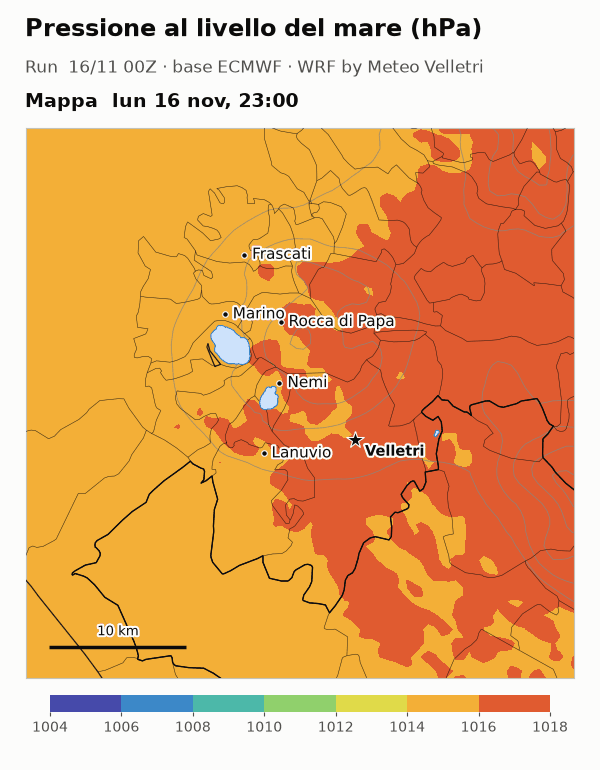 Pressione al livello del mare (hPa)
Run  16/11 00Z · base ECMWF · WRF by Meteo Velletri
Mappa  lun 16 nov, 23:00
Frascati
Marino
Rocca di Papa
Nemi
Velletri
Lanuvio
10 km
1004 1006 1008 1010 1012 1014 1016 1018